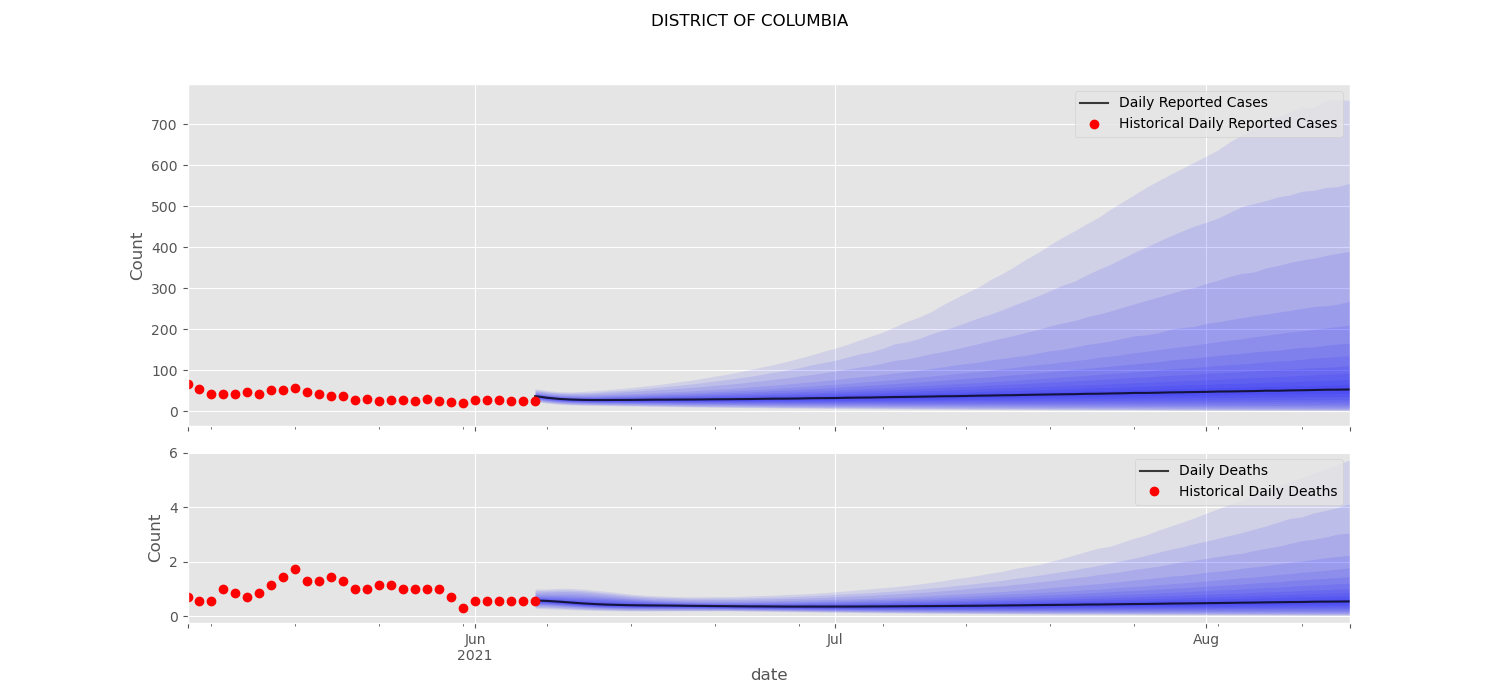 DISTRICT OF COLUMBIA
Daily Reported Cases
Historical Daily Reported Cases
700
600
500
400
300
200
100
0
Count
Daily Deaths
Historical Daily Deaths
6
4
2
0
Count
Jun
2021
Jul
Aug
date